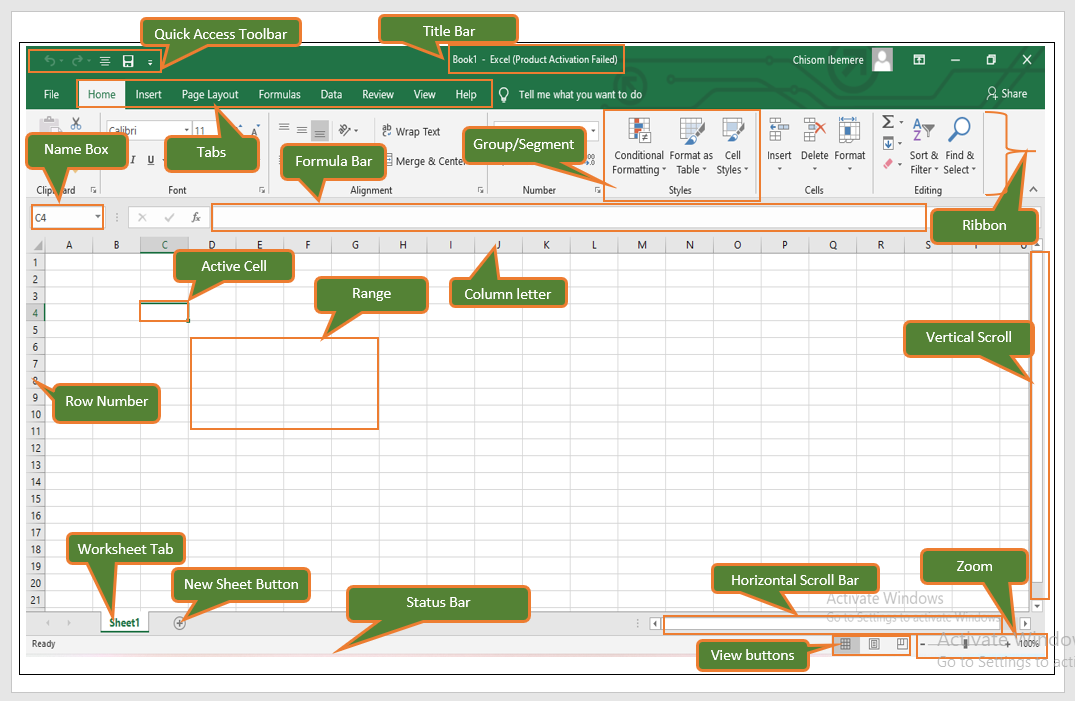 Quick Access Toolbar
Title Bar
Book1 - Excel (Product Activation Failed)
Chisom Ibemere
File Home Insert Page Layout Formulas Data Review View Help Tell me what you want to do Share
Calibri 11
Name Box
Tabs
Formula Bar
Group/Segment
Wrap Text
Merge & Center
Conditional Formatting
Format as Table
Cell Styles
Insert Delete Format
Sort & Filter
Find & Select
Font Alignment Number Styles Cells Editing
Ribbon
C4 fx
A B C D E F G H I J K L M N O P Q R S
Active Cell
Range
Column letter
Vertical Scroll
Row Number
1
2
3
4
5
6
7
8
9
10
11
12
13
14
15
16
17
18
19
20
21
Worksheet Tab
New Sheet Button
Status Bar
Horizontal Scroll Bar
Zoom
Activate Windows
Go to Settings to activate Windows
Sheet1
Ready
View buttons
100%
Activate Windo
Go to Settings to act